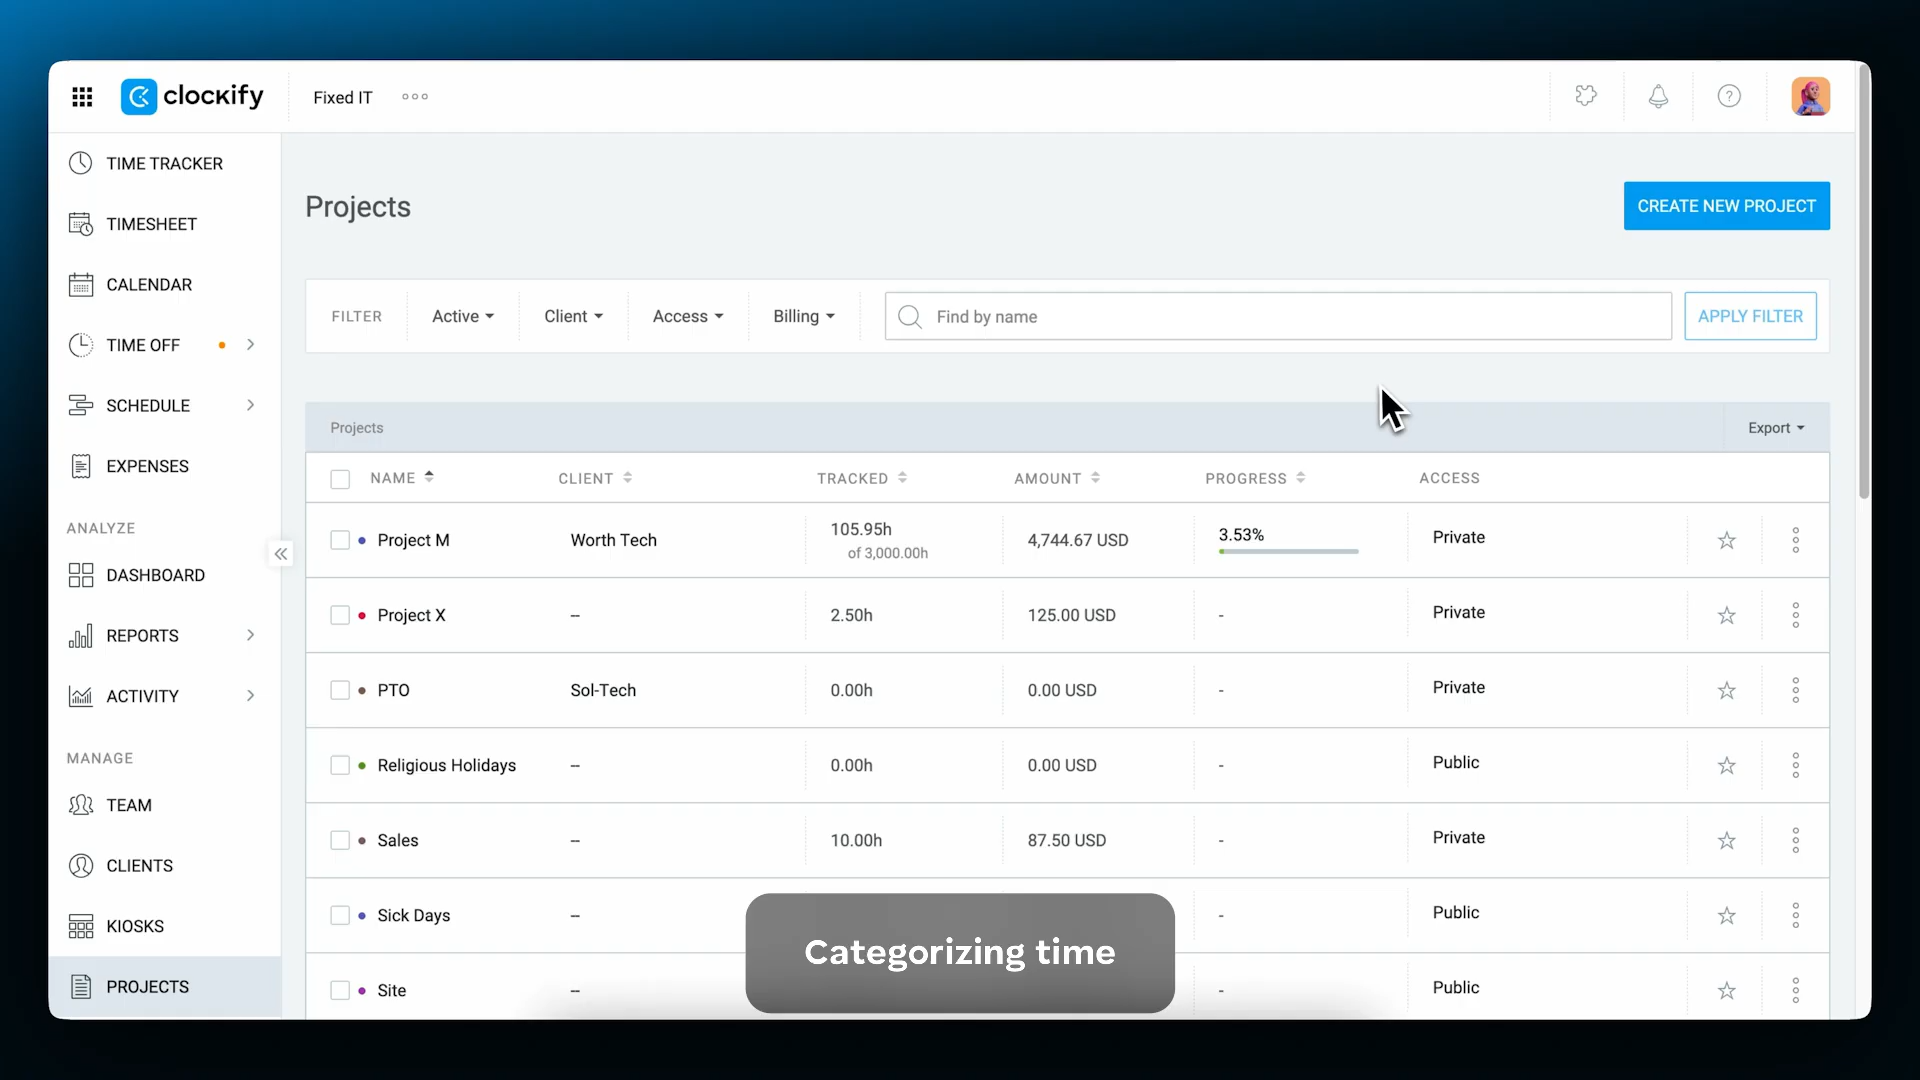 clockify
Fixed IT
TIME TRACKER
TIMESHEET
CALENDAR
TIME OFF
SCHEDULE
EXPENSES
ANALYZE
DASHBOARD
REPORTS
ACTIVITY
MANAGE
TEAM
CLIENTS
KIOSKS
PROJECTS
Projects
CREATE NEW PROJECT
FILTER Active Client Access Billing Find by name APPLY FILTER
Projects Export
NAME CLIENT TRACKED AMOUNT PROGRESS ACCESS
Project M Worth Tech 105.95h 4,744.67 USD 3.53% Private
of 3,000.00h
Project X -- 2.50h 125.00 USD - Private
PTO Sol-Tech 0.00h 0.00 USD - Private
Religious Holidays -- 0.00h 0.00 USD - Public
Sales -- 10.00h 87.50 USD - Private
Sick Days -- - Public
Site -- - Public
Categorizing time